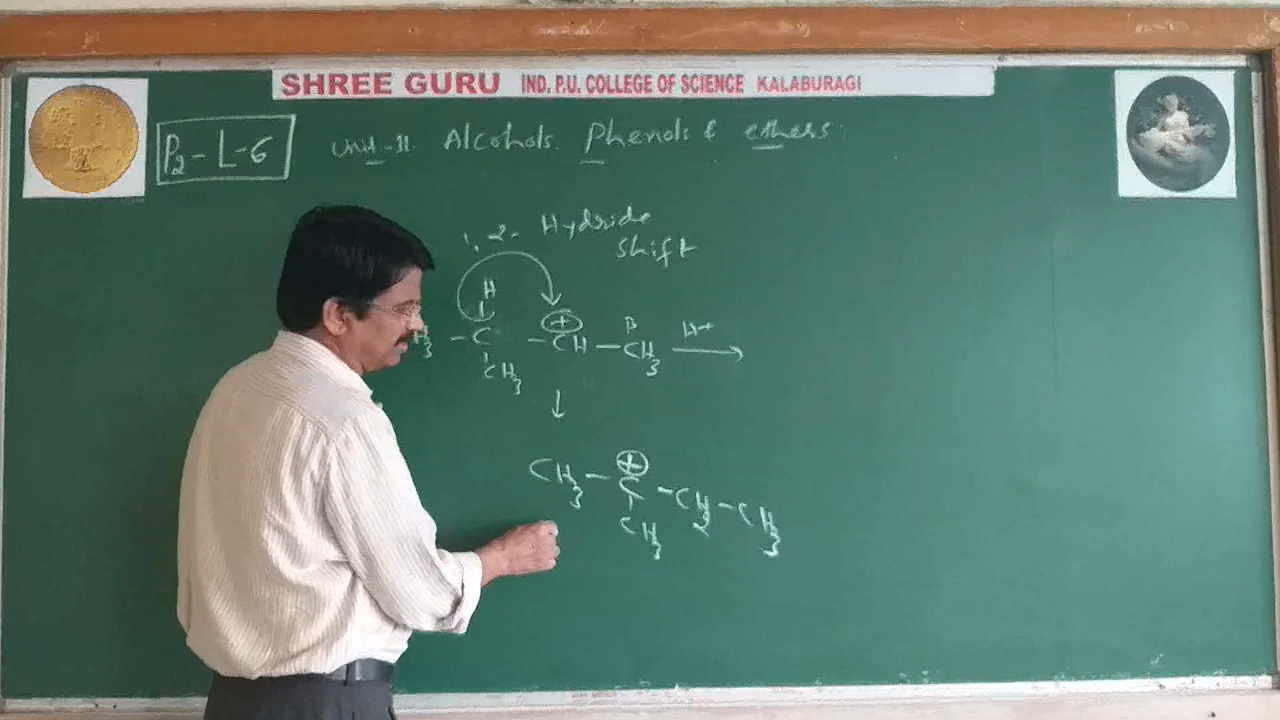 SHREE GURU IND. P.U. COLLEGE OF SCIENCE KALABURAGI
P2-L-6
Unit-11 Alcohols Phenols & ethers.
1, 2- Hydride
shift
H
⊕ β
H3 - C - CH - CH3 H+ →
CH3
↓
⊕
CH3 - C - CH2 - CH3
CH3